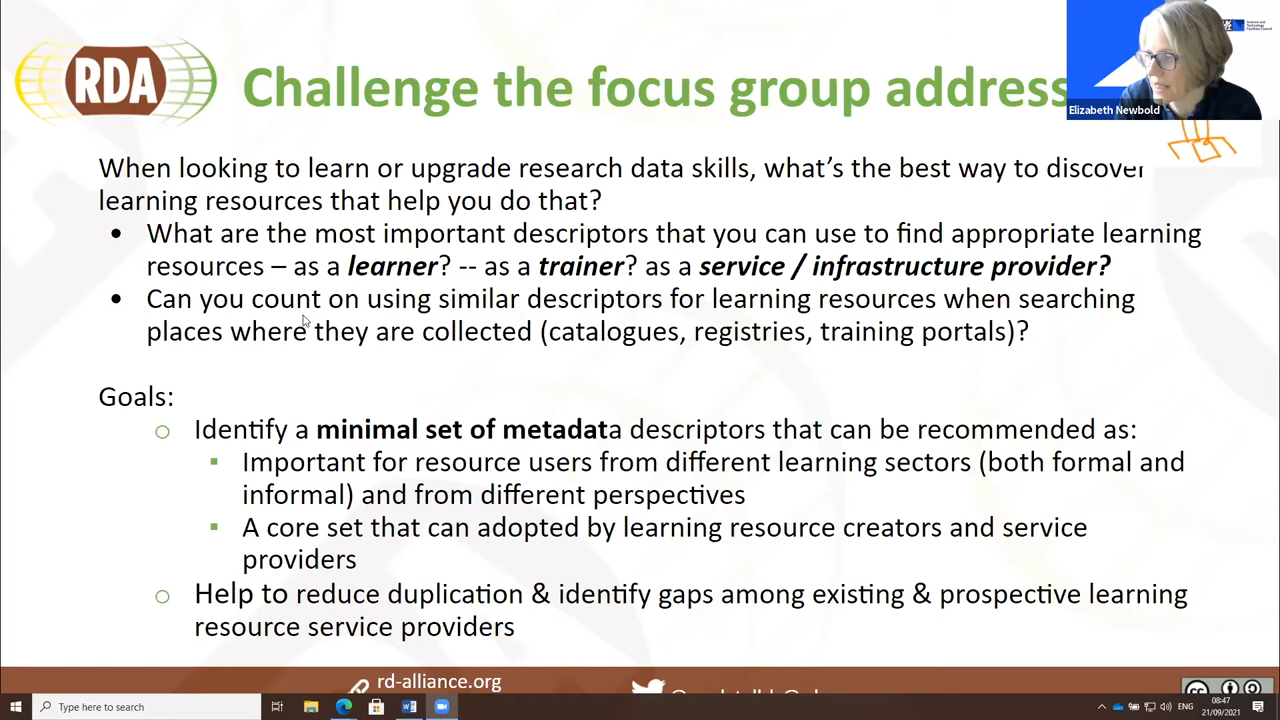 RDA
Challenge the focus group address
Science and
Technology
Facilities Council
Elizabeth Newbold
When looking to learn or upgrade research data skills, what’s the best way to discover
learning resources that help you do that?
• What are the most important descriptors that you can use to find appropriate learning
resources – as a learner? -- as a trainer? as a service / infrastructure provider?
• Can you count on using similar descriptors for learning resources when searching
places where they are collected (catalogues, registries, training portals)?
Goals:
o Identify a minimal set of metadata descriptors that can be recommended as:
▪ Important for resource users from different learning sectors (both formal and
informal) and from different perspectives
▪ A core set that can adopted by learning resource creators and service
providers
o Help to reduce duplication & identify gaps among existing & prospective learning
resource service providers
rd-alliance.org
Type here to search
ENG
08:47
21/09/2021